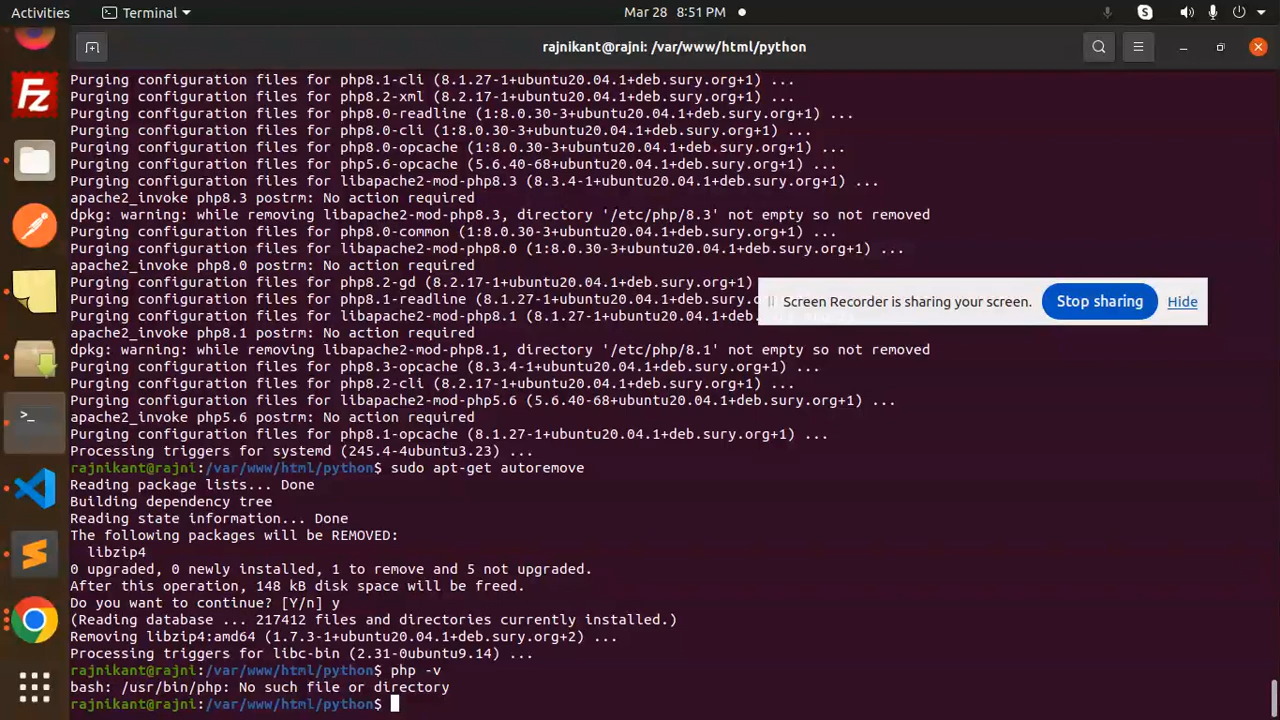 Activities
Terminal
Mar 28 8:51 PM
rajnikant@rajni: /var/www/html/python
Purging configuration files for php8.1-cli (8.1.27-1+ubuntu20.04.1+deb.sury.org+1) ...
Purging configuration files for php8.2-xml (8.2.17-1+ubuntu20.04.1+deb.sury.org+1) ...
Purging configuration files for php8.0-readline (1:8.0.30-3+ubuntu20.04.1+deb.sury.org+1) ...
Purging configuration files for php8.0-cli (1:8.0.30-3+ubuntu20.04.1+deb.sury.org+1) ...
Purging configuration files for php8.0-opcache (1:8.0.30-3+ubuntu20.04.1+deb.sury.org+1) ...
Purging configuration files for php5.6-opcache (5.6.40-68+ubuntu20.04.1+deb.sury.org+1) ...
Purging configuration files for libapache2-mod-php8.3 (8.3.4-1+ubuntu20.04.1+deb.sury.org+1) ...
apache2_invoke php8.3 postrm: No action required
dpkg: warning: while removing libapache2-mod-php8.3, directory '/etc/php/8.3' not empty so not removed
Purging configuration files for php8.0-common (1:8.0.30-3+ubuntu20.04.1+deb.sury.org+1) ...
Purging configuration files for libapache2-mod-php8.0 (1:8.0.30-3+ubuntu20.04.1+deb.sury.org+1) ...
apache2_invoke php8.0 postrm: No action required
Purging configuration files for php8.2-gd (8.2.17-1+ubuntu20.04.1+deb.sury.org+1)
Purging configuration files for php8.1-readline (8.1.27-1+ubuntu20.04.1+deb.sury.o
Purging configuration files for libapache2-mod-php8.1 (8.1.27-1+ubuntu20.04.1+deb
apache2_invoke php8.1 postrm: No action required
Screen Recorder is sharing your screen.
Stop sharing
Hide
dpkg: warning: while removing libapache2-mod-php8.1, directory '/etc/php/8.1' not empty so not removed
Purging configuration files for php8.3-opcache (8.3.4-1+ubuntu20.04.1+deb.sury.org+1) ...
Purging configuration files for php8.2-cli (8.2.17-1+ubuntu20.04.1+deb.sury.org+1) ...
Purging configuration files for libapache2-mod-php5.6 (5.6.40-68+ubuntu20.04.1+deb.sury.org+1) ...
apache2_invoke php5.6 postrm: No action required
Purging configuration files for php8.1-opcache (8.1.27-1+ubuntu20.04.1+deb.sury.org+1) ...
Processing triggers for systemd (245.4-4ubuntu3.23) ...
rajnikant@rajni:/var/www/html/python$ sudo apt-get autoremove
Reading package lists... Done
Building dependency tree
Reading state information... Done
The following packages will be REMOVED:
libzip4
0 upgraded, 0 newly installed, 1 to remove and 5 not upgraded.
After this operation, 148 kB disk space will be freed.
Do you want to continue? [Y/n] y
(Reading database ... 217412 files and directories currently installed.)
Removing libzip4:amd64 (1.7.3-1+ubuntu20.04.1+deb.sury.org+2) ...
Processing triggers for libc-bin (2.31-0ubuntu9.14) ...
rajnikant@rajni:/var/www/html/python$ php -v
bash: /usr/bin/php: No such file or directory
rajnikant@rajni:/var/www/html/python$